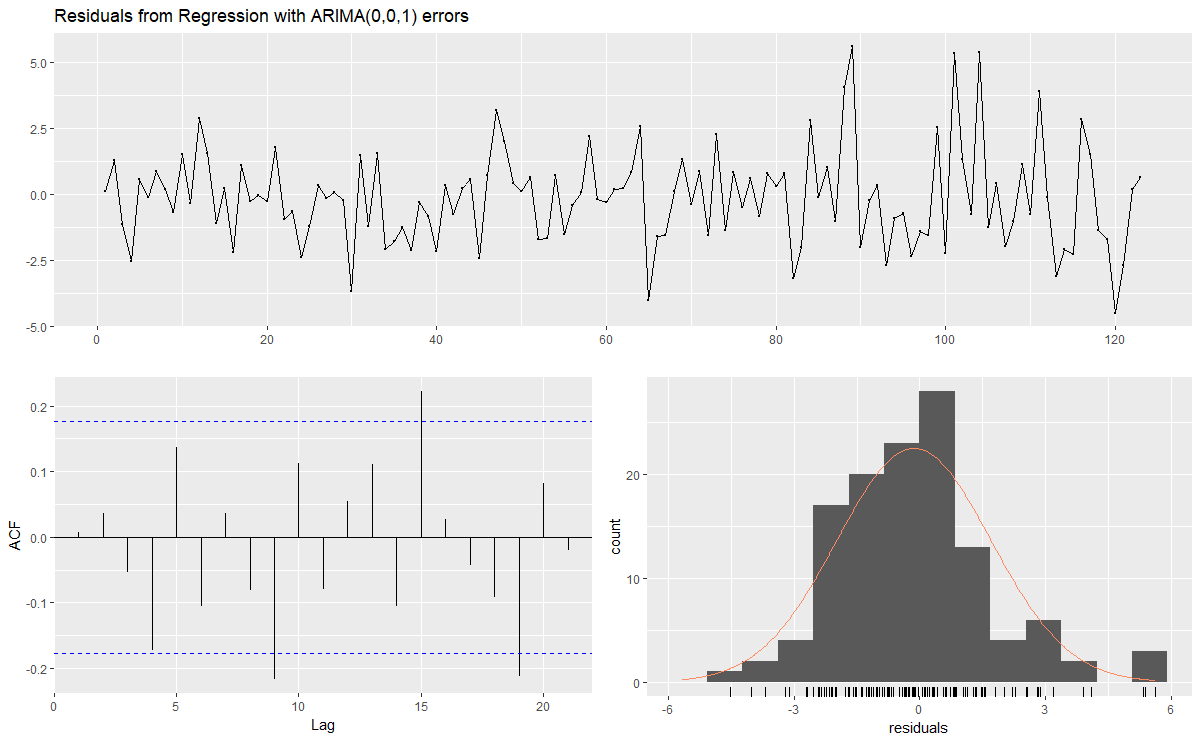 Residuals from Regression with ARIMA(0,0,1) errors
5.0
2.5
0.0
-2.5
-5.0
0 20 40 60 80 100 120
ACF
0.2
0.1
0.0
-0.1
-0.2
0 5 10 15 20
Lag
count
20
10
0
-6 -3 0 3 6
residuals